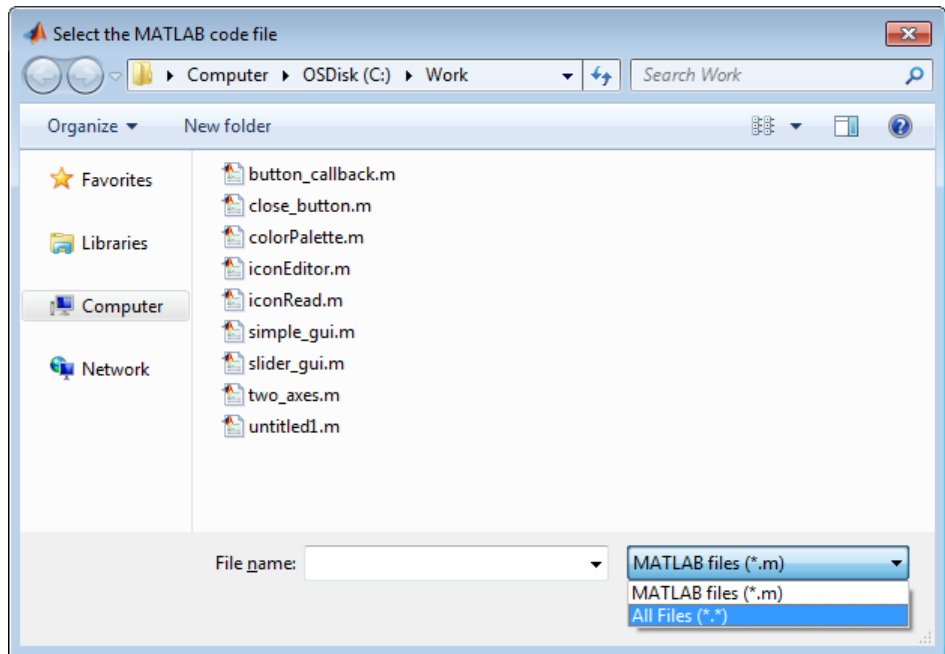 Select the MATLAB code file
Computer OSDisk (C:) Work
Search Work
Organize New folder
Favorites
Libraries
Computer
Network
button_callback.m
close_button.m
colorPalette.m
iconEditor.m
iconRead.m
simple_gui.m
slider_gui.m
two_axes.m
untitled1.m
File name: MATLAB files (*.m)
MATLAB files (*.m)
All Files (*.*)